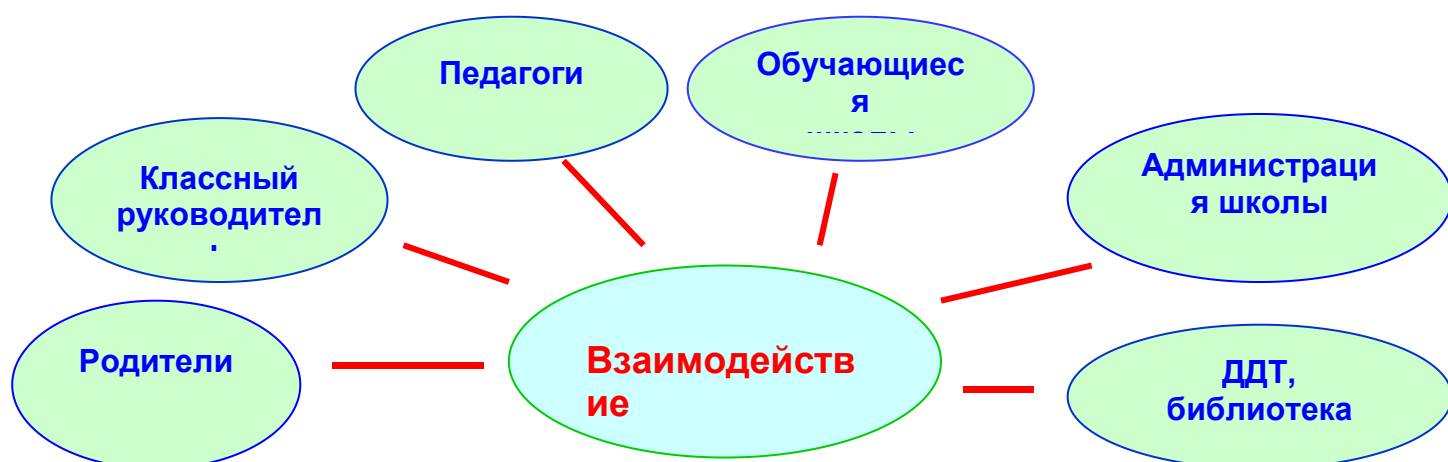 Педагоги
Обучающиес
я
Классный
руководител
Администраци
я школы
Родители
Взаимодейств
ие
ДДТ,
библиотека